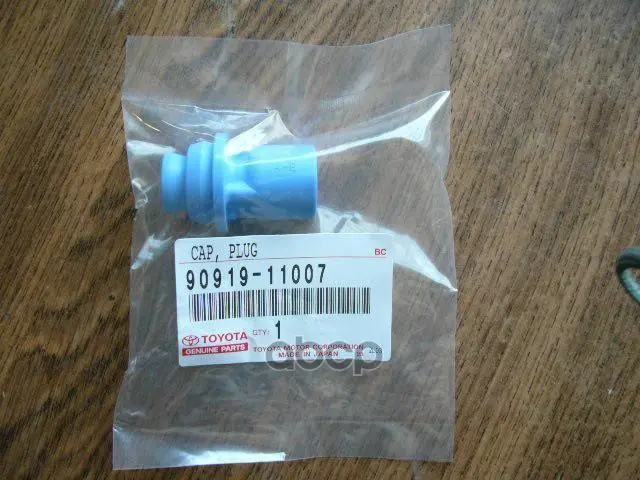 CAP, PLUG
BC
90919-11007
TOYOTA
GENUINE PARTS
QTY: 1
TOYOTA MOTOR CORPORATION
MADE IN JAPAN